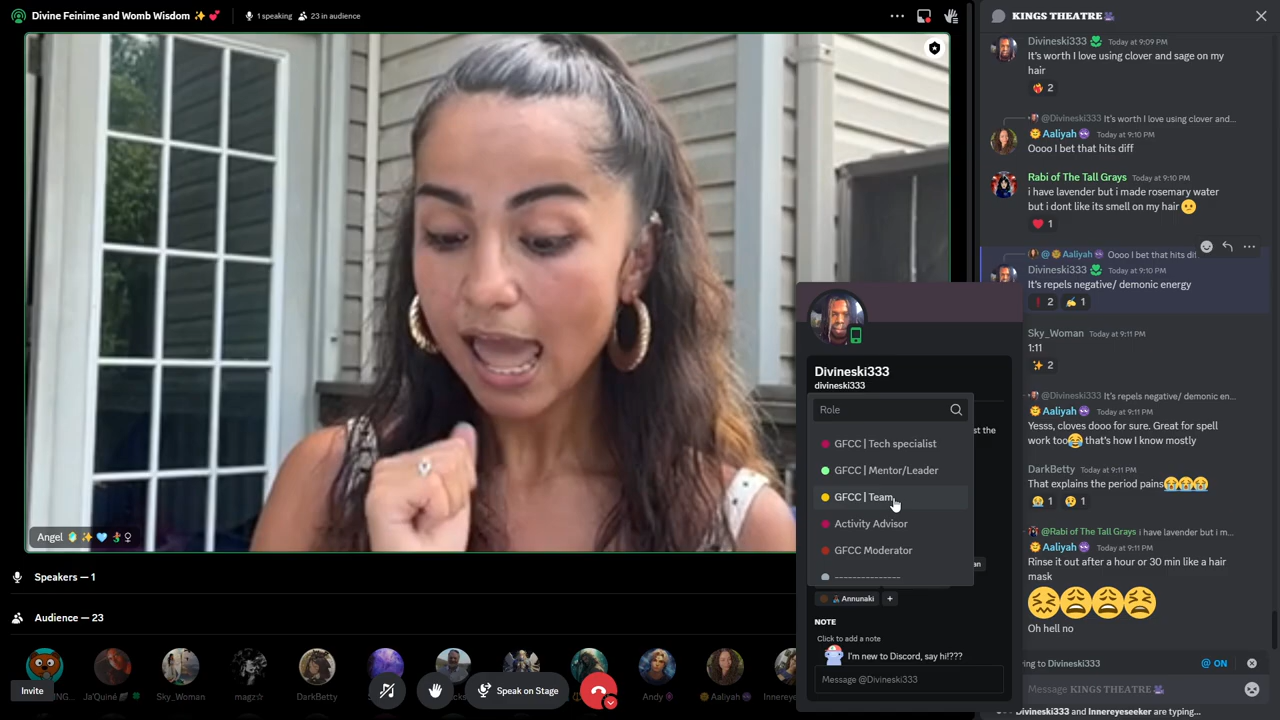 Divine Feinime and Womb Wisdom ✨ 💕
1 speaking
23 in audience
Angel
Speakers — 1
Audience — 23
Ja'Quiné
Sky_Woman
magz☆
DarkBetty
Andy
Aaliyah
Invite
Speak on Stage
KINGS THEATRE
Divineski333 Today at 9:09 PM
It's worth I love using clover and sage on my
hair
2
@Divineski333 It's worth I love using clover and...
Aaliyah Today at 9:10 PM
Oooo I bet that hits diff
Rabi of The Tall Grays Today at 9:10 PM
i have lavender but i made rosemary water
but i dont like its smell on my hair
1
@ Aaliyah Oooo I bet that hits dif
Divineski333 Today at 9:10 PM
It's repels negative/ demonic energy
2 1
Sky_Woman Today at 9:11 PM
1:11
2
@Divineski333 It's repels negative/ demonic en...
Aaliyah Today at 9:11 PM
Yesss, cloves dooo for sure. Great for spell
work too😂 that's how I know mostly
DarkBetty Today at 9:11 PM
That explains the period pains😭😭😭
1 1
@Rabi of The Tall Grays i have lavender but i m...
Aaliyah Today at 9:11 PM
Rinse it out after a hour or 30 min like a hair
mask
😖😩😩😖
Oh hell no
ying to Divineski333
@ ON
Message KINGS THEATRE
Divineski333 and Innereyeseeker are typing...
Divineski333
divineski333
st the
Role
GFCC | Tech specialist
GFCC | Mentor/Leader
GFCC | Team
Activity Advisor
GFCC Moderator
---------------
an
Annunaki
+
NOTE
Click to add a note
I'm new to Discord, say hi!???
Message @Divineski333